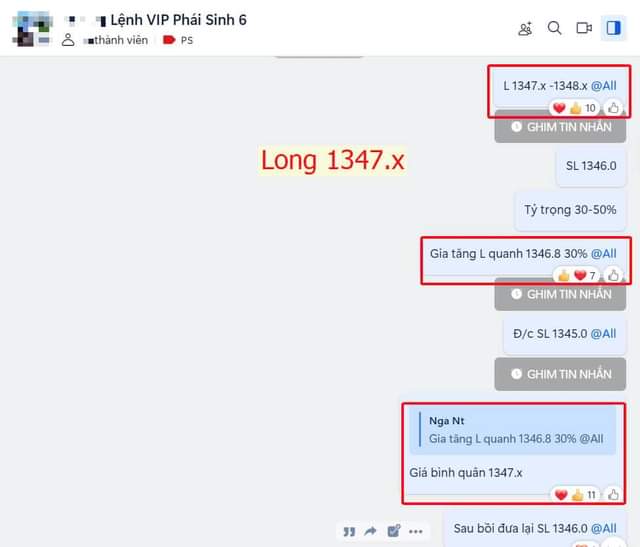 Lệnh VIP Phái Sinh 6
thành viên PS
L 1347.x -1348.x @All
10
GHIM TIN NHẮN
Long 1347.x
SL 1346.0
Tỷ trọng 30-50%
Gia tăng L quanh 1346.8 30% @All
7
GHIM TIN NHẮN
Đ/c SL 1345.0 @All
GHIM TIN NHẮN
Nga Nt
Gia tăng L quanh 1346.8 30% @All
Giá bình quân 1347.x
11
Sau bồi đưa lại SL 1346.0 @All